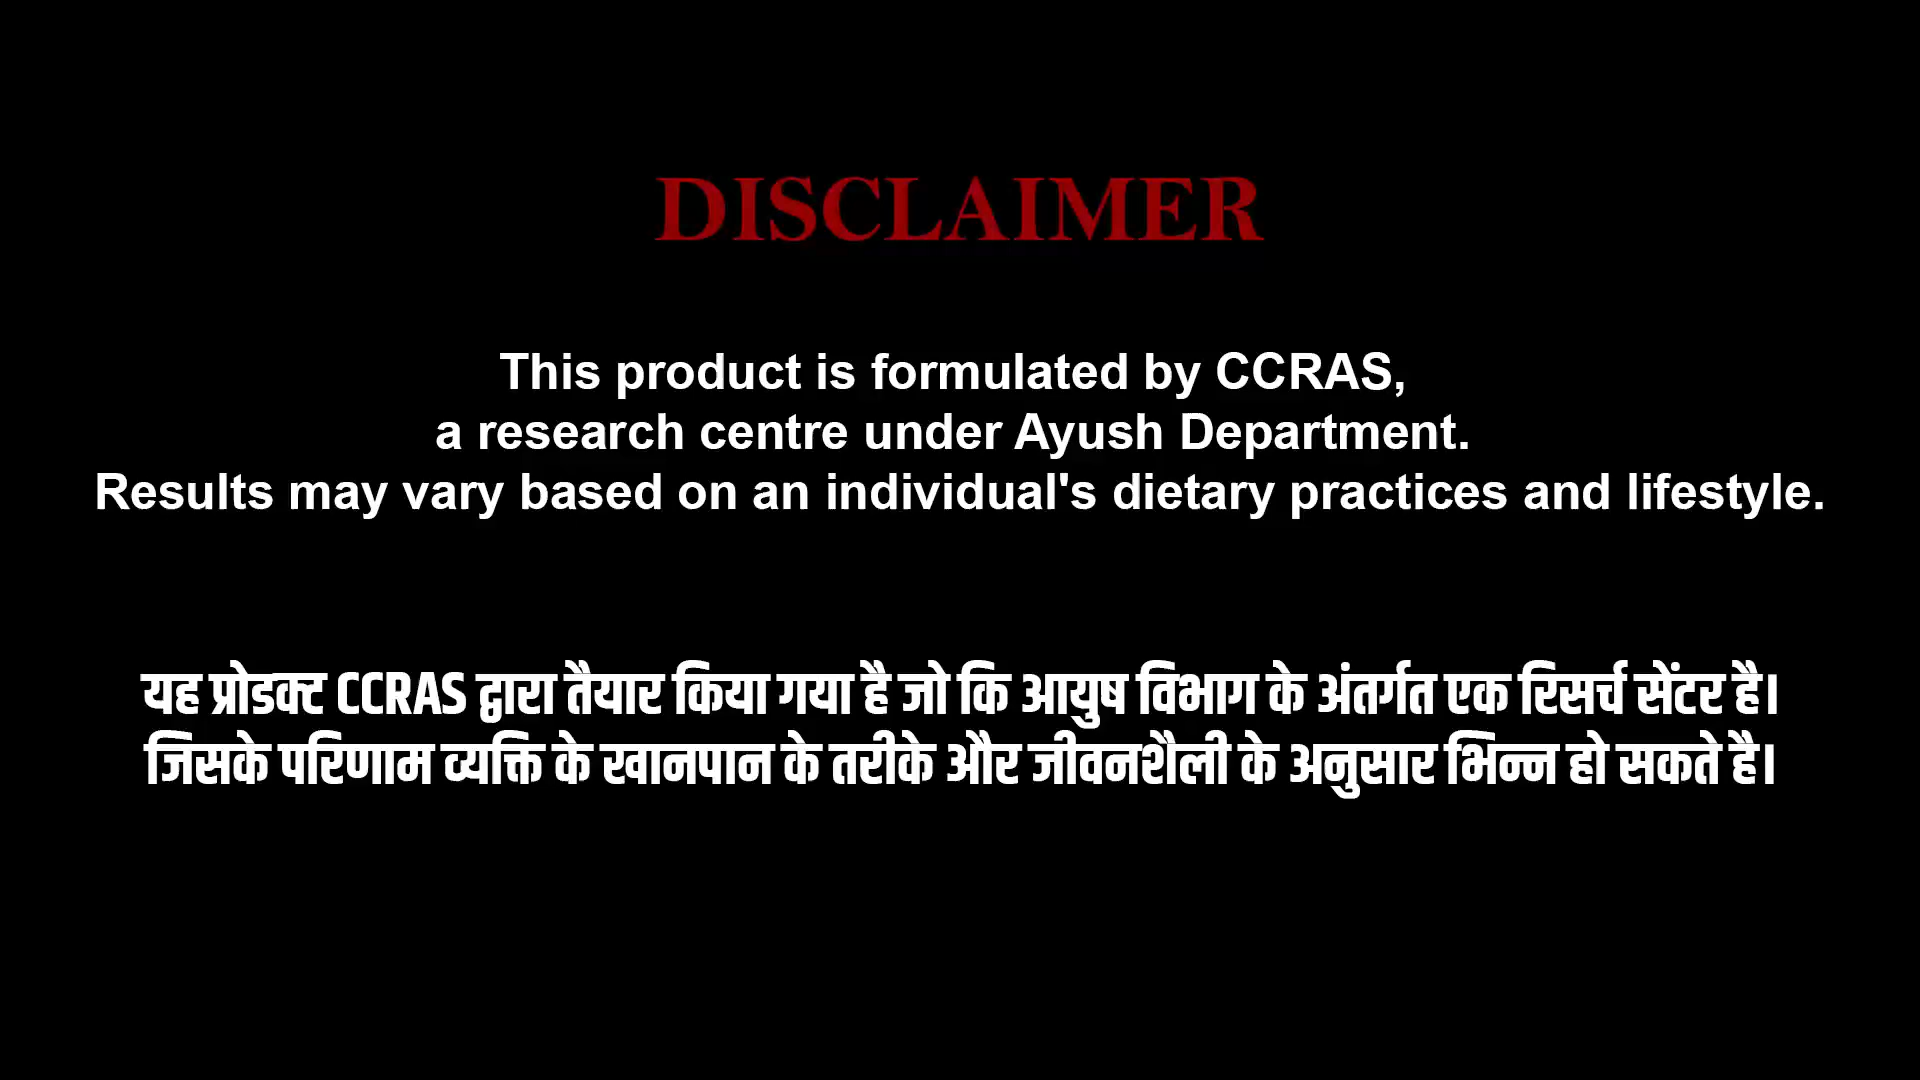 DISCLAIMER
This product is formulated by CCRAS,
a research centre under Ayush Department.
Results may vary based on an individual's dietary practices and lifestyle.
यह प्रोडक्ट CCRAS द्वारा तैयार किया गया है जो कि आयुष विभाग के अंतर्गत एक रिसर्च सेंटर है।
जिसके परिणाम व्यक्ति के खानपान के तरीके और जीवनशैली के अनुसार भिन्न हो सकते है।